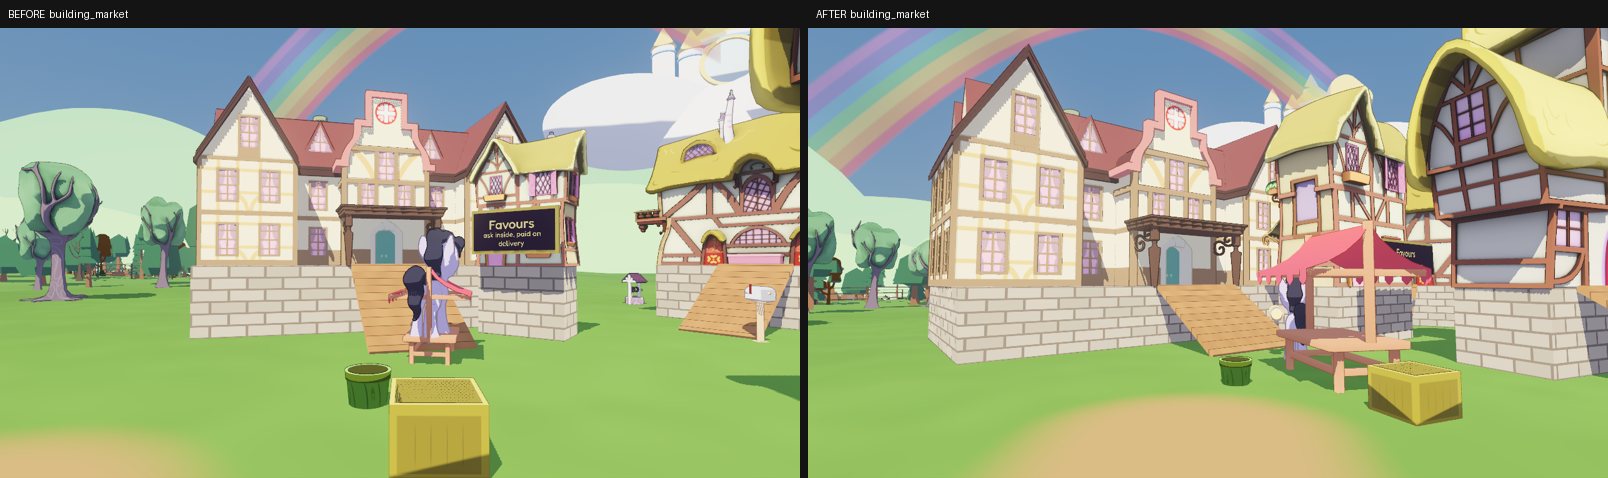 BEFORE building_market
AFTER building_market
Favours
ask inside, paid on
delivery
Favours